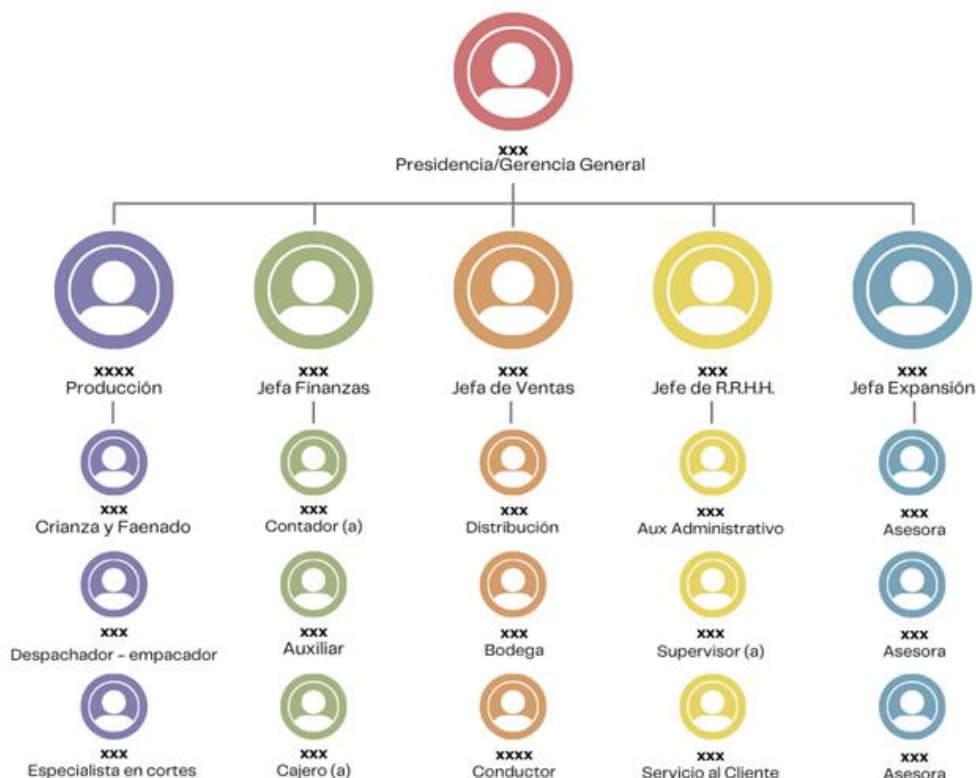 xxx
Presidencia/Gerencia General
xxxx xxx xxx xxx xxx
Producción Jefa Finanzas Jefa de Ventas Jefe de R.R.H.H. Jefa Expansión
xxx xxx xxx xxx xxx
Crianza y Faenado Contador (a) Distribución Aux Administrativo Asesora
xxx xxx xxx xxx xxx
Despachador - empacador Auxiliar Bodega Supervisor (a) Asesora
xxx xxx xxxx xxx xxx
Especialista en cortes Cajero (a) Conductor Servicio al Cliente Asesora